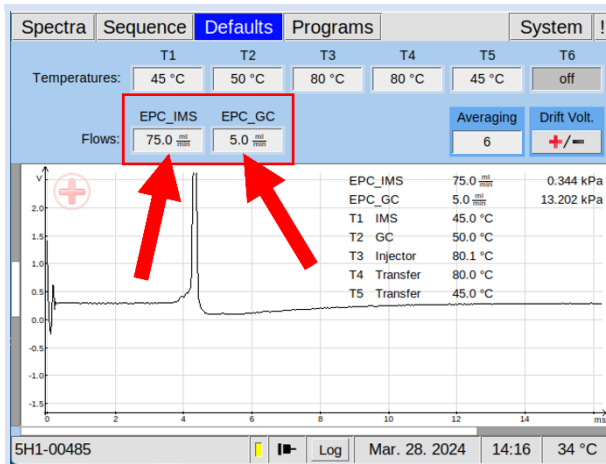 Spectra Sequence Defaults Programs System !
T1 T2 T3 T4 T5 T6
Temperatures: 45 °C 50 °C 80 °C 80 °C 45 °C off
EPC_IMS EPC_GC Averaging Drift Volt.
Flows: 75.0 ml/min 5.0 ml/min 6 +/-
V
EPC_IMS 75.0 ml/min 0.344 kPa
EPC_GC 5.0 ml/min 13.202 kPa
T1 IMS 45.0 °C
T2 GC 50.0 °C
T3 Injector 80.1 °C
T4 Transfer 80.0 °C
T5 Transfer 45.0 °C
2.0
1.5
1.0
0.5
0.0
-0.5
-1.0
-1.5
0 2 4 6 8 10 12 14 ms
5H1-00485 Log Mar. 28. 2024 14:16 34 °C